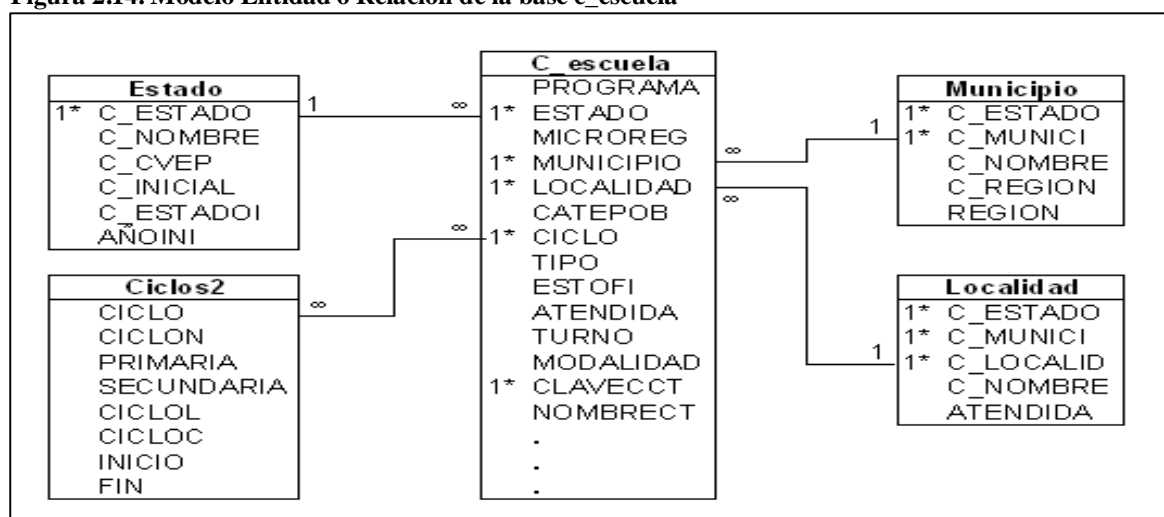 Figura 2.14. Modelo Entidad o Relación de la base c_escuela
Estado
1* C_ESTADO
C_NOMBRE
C_CVEP
C_INICIAL
C_ESTADOI
AÑOINI
1
∞
Ciclos2
CICLO
CICLON
PRIMARIA
SECUNDARIA
CICLOL
CICLOC
INICIO
FIN
∞
∞
C_escuela
PROGRAMA
1* ESTADO
MICROREG
1* MUNICIPIO
1* LOCALIDAD
CATEPOB
1* CICLO
TIPO
ESTOFI
ATENDIDA
TURNO
MODALIDAD
1* CLAVECCT
NOMBRECT
.
.
.
∞
1
∞
1
Municipio
1* C_ESTADO
1* C_MUNICI
C_NOMBRE
C_REGION
REGION
Localidad
1* C_ESTADO
1* C_MUNICI
1* C_LOCALID
C_NOMBRE
ATENDIDA